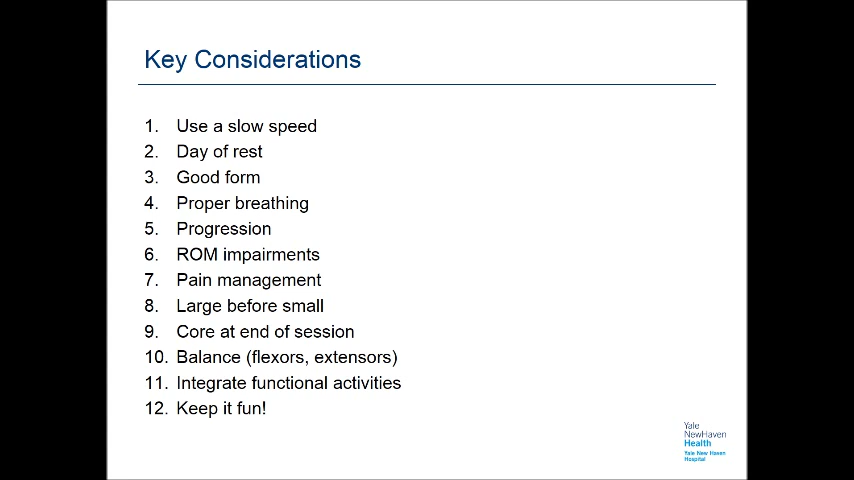 Key Considerations
1. Use a slow speed
2. Day of rest
3. Good form
4. Proper breathing
5. Progression
6. ROM impairments
7. Pain management
8. Large before small
9. Core at end of session
10. Balance (flexors, extensors)
11. Integrate functional activities
12. Keep it fun!
Yale
NewHaven
Health
Yale New Haven
Hospital